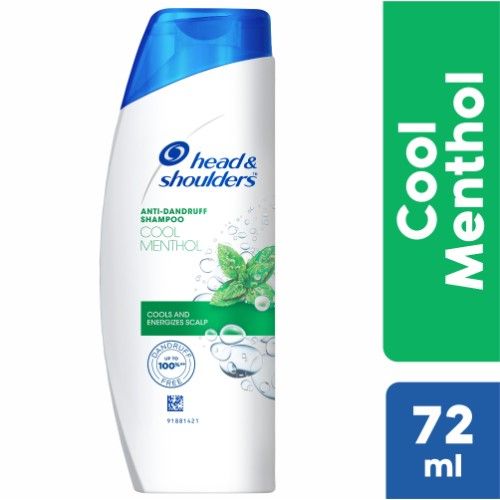 head&
shoulders™
ANTI-DANDRUFF
SHAMPOO
COOL
MENTHOL
COOLS AND
ENERGIZES SCALP
DANDRUFF
UP TO
100%**
FREE
91881421
Cool
Menthol
72
ml